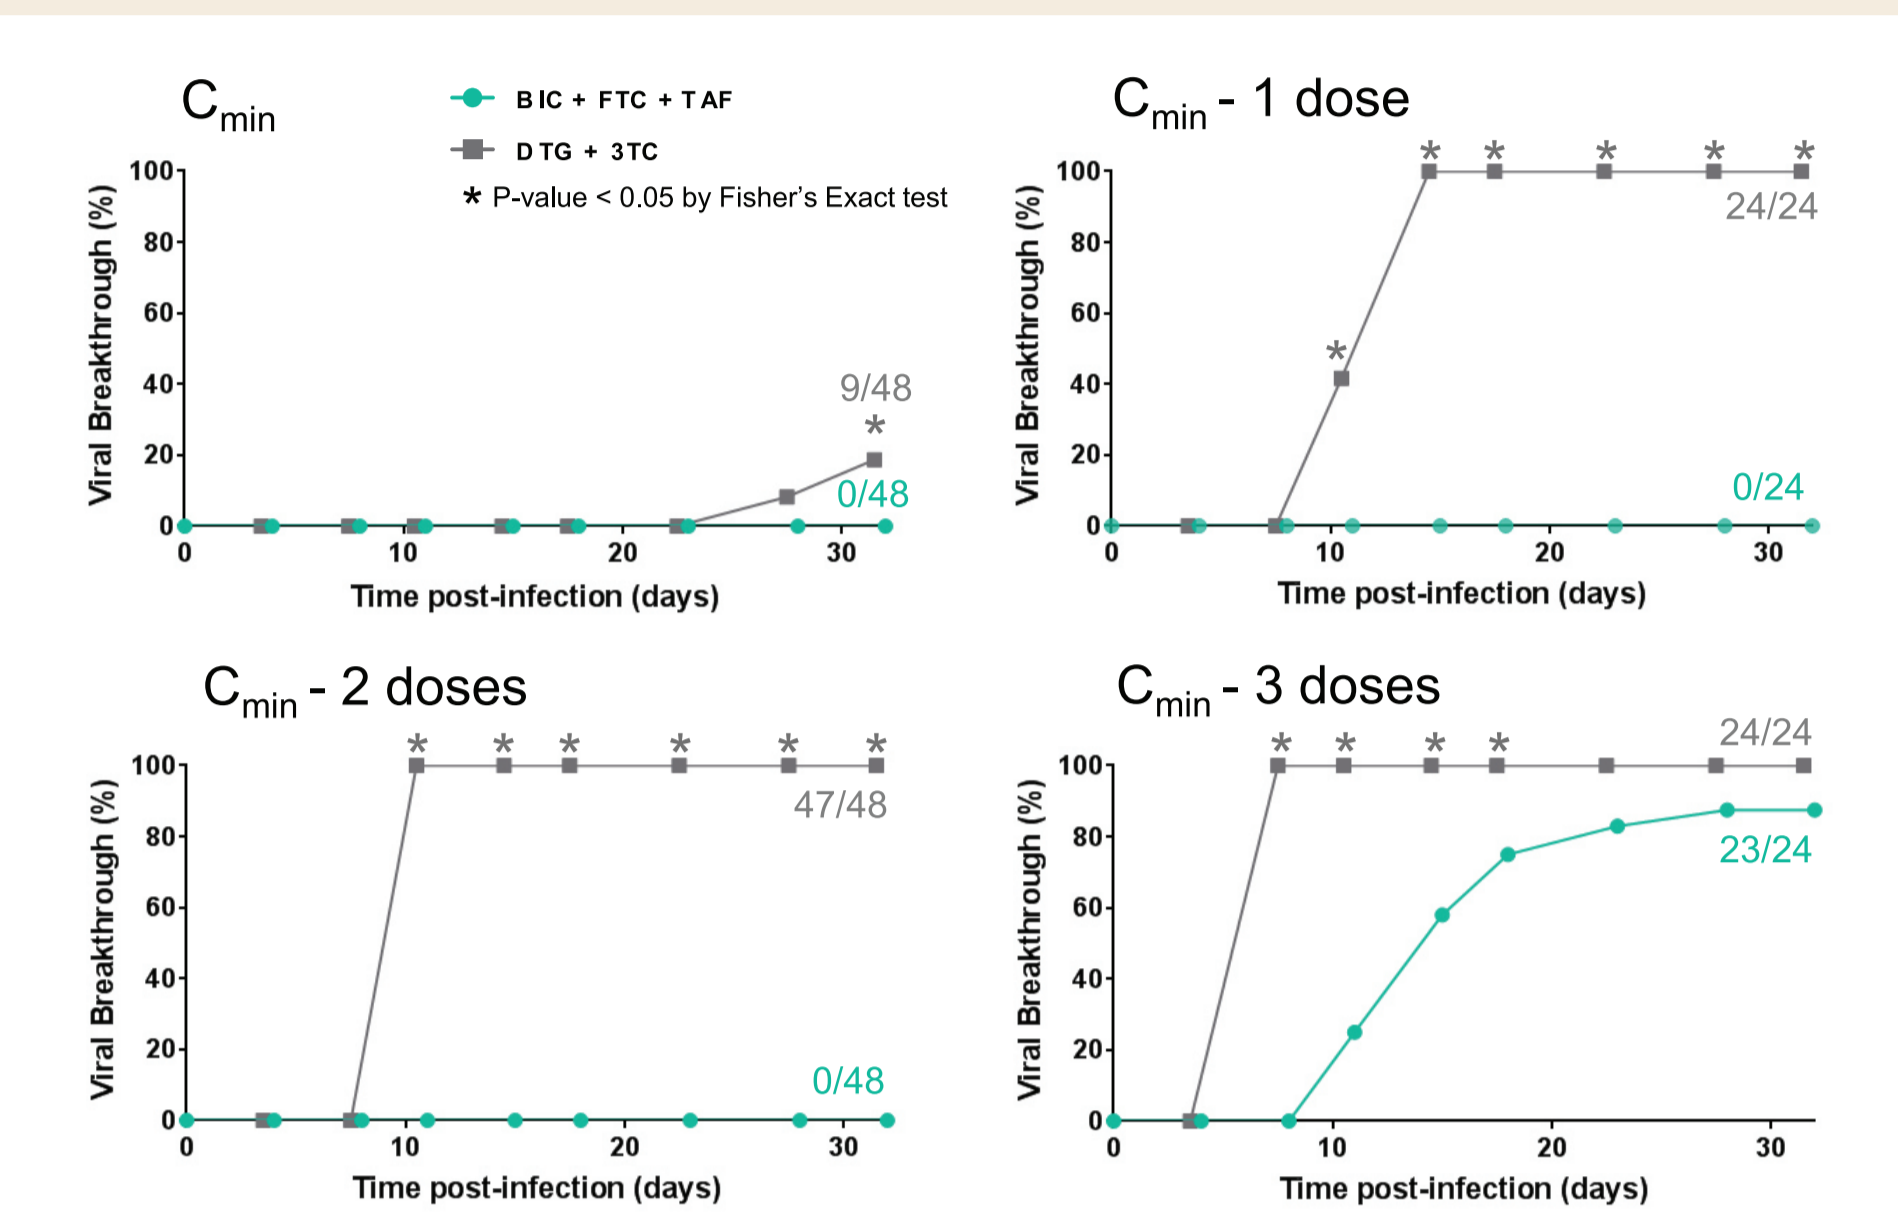 C min
BIC + FTC + TAF
DTG + 3TC
* P-value < 0.05 by Fisher's Exact test
Viral Breakthrough (%)
100
80
60
40
20
0
9/48
*
0/48
0 10 20 30
Time post-infection (days)
C min - 1 dose
Viral Breakthrough (%)
100
80
60
40
20
0
* * * * *
24/24
*
0/24
0 10 20 30
Time post-infection (days)
C min - 2 doses
Viral Breakthrough (%)
100
80
60
40
20
0
* * * * * *
47/48
0/48
0 10 20 30
Time post-infection (days)
C min - 3 doses
Viral Breakthrough (%)
100
80
60
40
20
0
24/24
* * * *
23/24
0 10 20 30
Time post-infection (days)